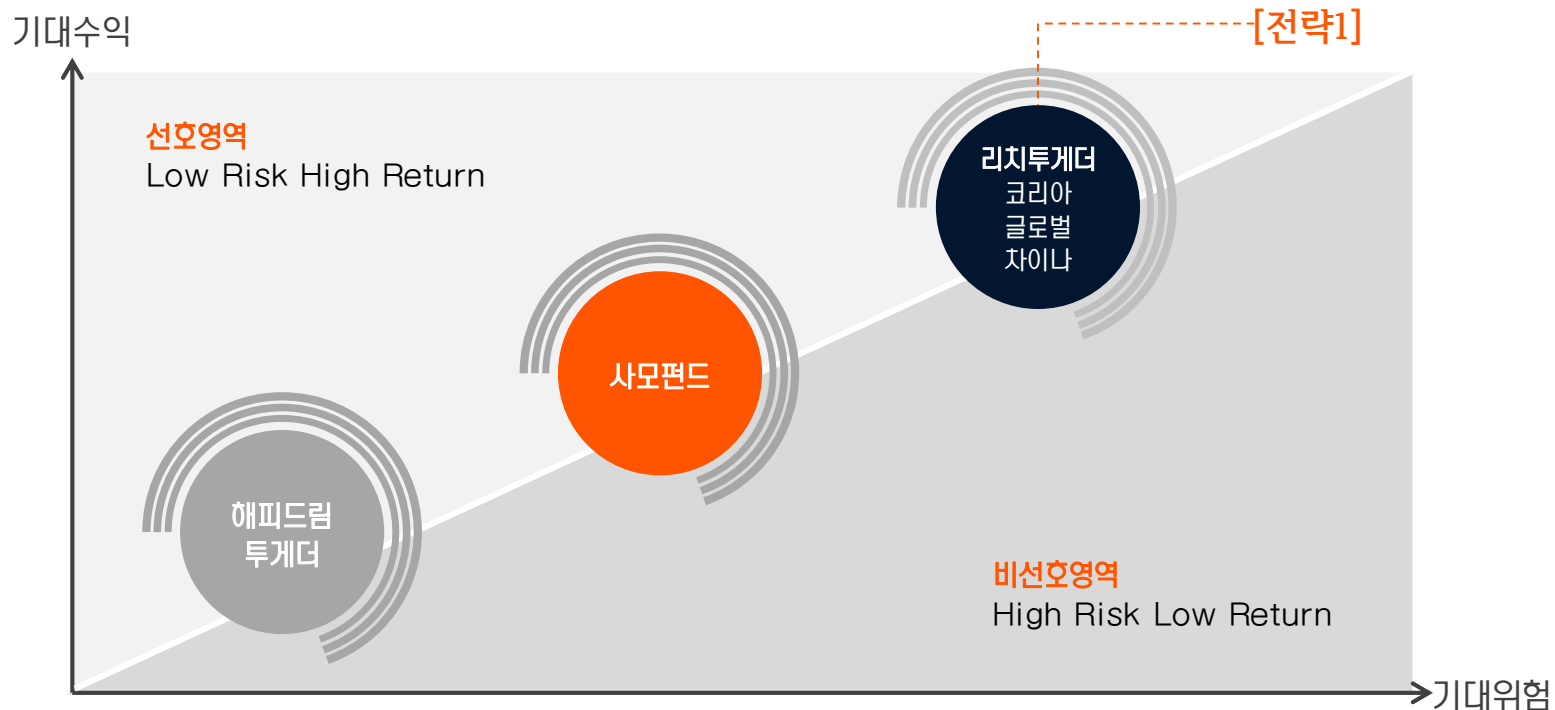 기대수익
[전략1]
선호영역
Low Risk High Return
리치투게더
코리아
글로벌
차이나
사모펀드
해피드림
투게더
비선호영역
High Risk Low Return
기대위험